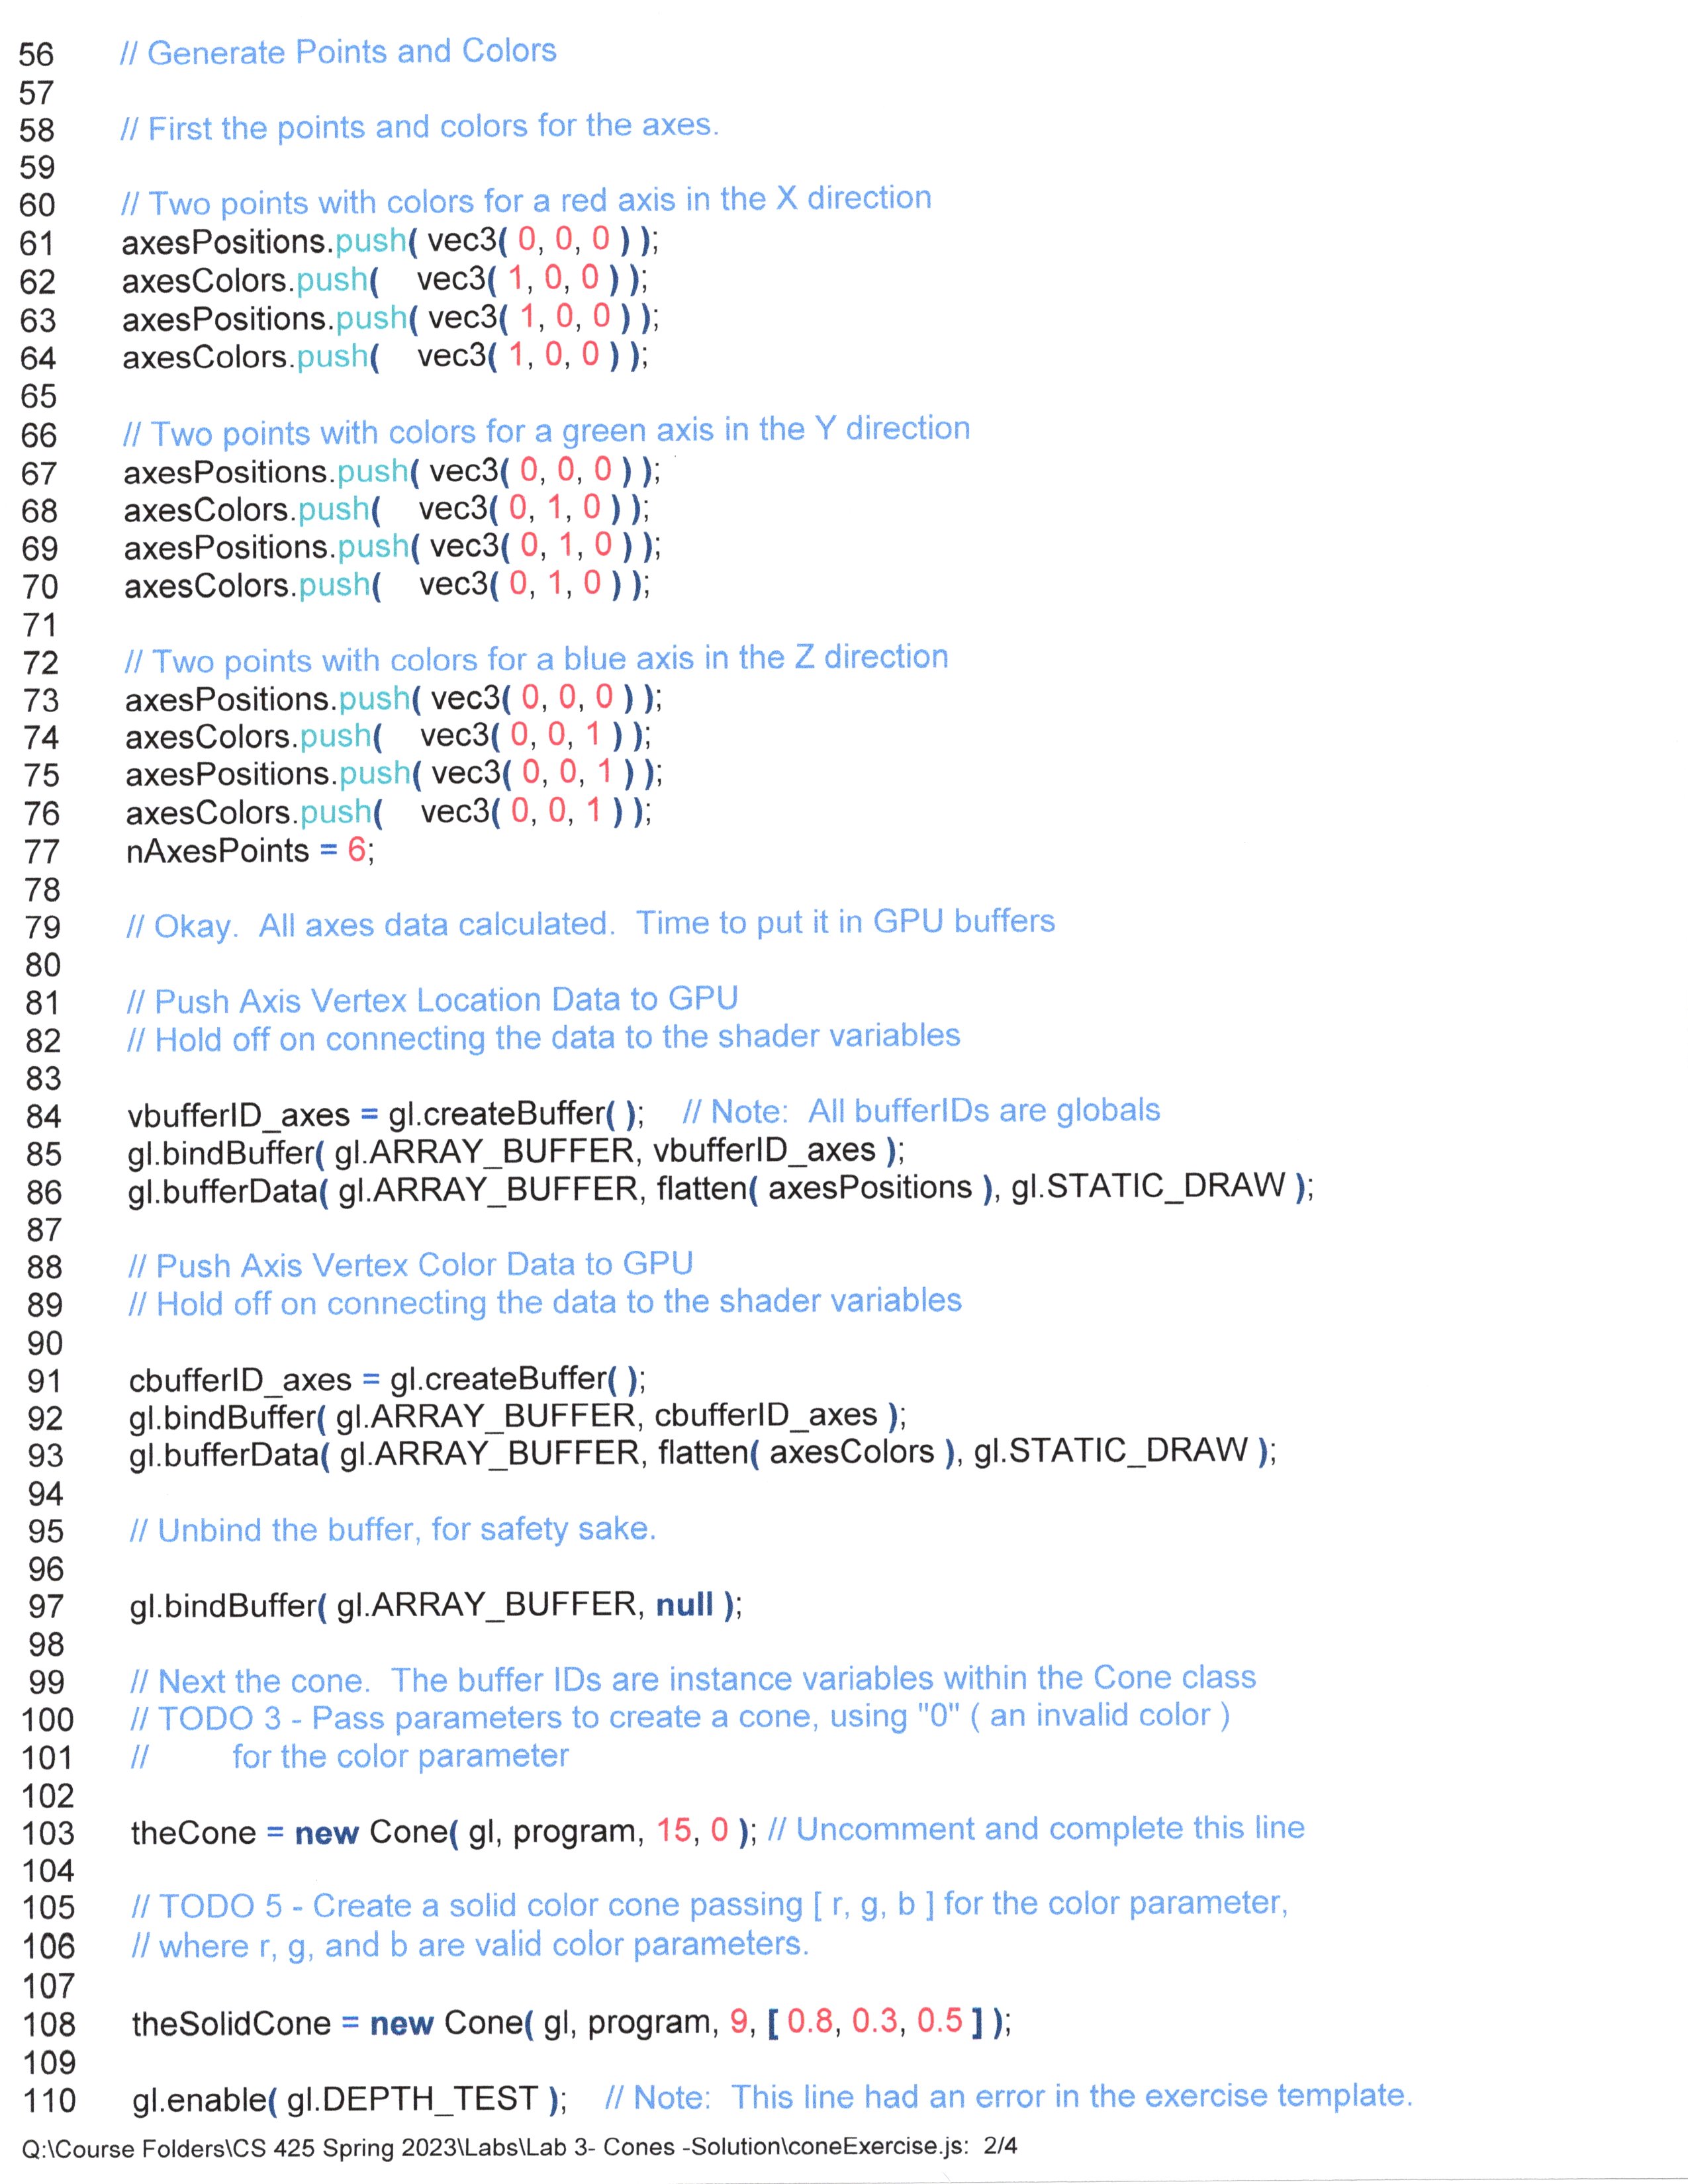 56 // Generate Points and Colors
57
58 // First the points and colors for the axes.
59
60 // Two points with colors for a red axis in the X direction
61 axesPositions.push( vec3( 0, 0, 0 ) );
62 axesColors.push(    vec3( 1, 0, 0 ) );
63 axesPositions.push( vec3( 1, 0, 0 ) );
64 axesColors.push(    vec3( 1, 0, 0 ) );
65
66 // Two points with colors for a green axis in the Y direction
67 axesPositions.push( vec3( 0, 0, 0 ) );
68 axesColors.push(    vec3( 0, 1, 0 ) );
69 axesPositions.push( vec3( 0, 1, 0 ) );
70 axesColors.push(    vec3( 0, 1, 0 ) );
71
72 // Two points with colors for a blue axis in the Z direction
73 axesPositions.push( vec3( 0, 0, 0 ) );
74 axesColors.push(    vec3( 0, 0, 1 ) );
75 axesPositions.push( vec3( 0, 0, 1 ) );
76 axesColors.push(    vec3( 0, 0, 1 ) );
77 nAxesPoints = 6;
78
79 // Okay.  All axes data calculated.  Time to put it in GPU buffers
80
81 // Push Axis Vertex Location Data to GPU
82 // Hold off on connecting the data to the shader variables
83
84 vbufferID_axes = gl.createBuffer( );    // Note:  All bufferIDs are globals
85 gl.bindBuffer( gl.ARRAY_BUFFER, vbufferID_axes );
86 gl.bufferData( gl.ARRAY_BUFFER, flatten( axesPositions ), gl.STATIC_DRAW );
87
88 // Push Axis Vertex Color Data to GPU
89 // Hold off on connecting the data to the shader variables
90
91 cbufferID_axes = gl.createBuffer( );
92 gl.bindBuffer( gl.ARRAY_BUFFER, cbufferID_axes );
93 gl.bufferData( gl.ARRAY_BUFFER, flatten( axesColors ), gl.STATIC_DRAW );
94
95 // Unbind the buffer, for safety sake.
96
97 gl.bindBuffer( gl.ARRAY_BUFFER, null );
98
99 // Next the cone.  The buffer IDs are instance variables within the Cone class
100 // TODO 3 - Pass parameters to create a cone, using "0" ( an invalid color )
101 //         for the color parameter
102
103 theCone = new Cone( gl, program, 15, 0 ); // Uncomment and complete this line
104
105 // TODO 5 - Create a solid color cone passing [ r, g, b ] for the color parameter,
106 // where r, g, and b are valid color parameters.
107
108 theSolidCone = new Cone( gl, program, 9, [ 0.8, 0.3, 0.5 ] );
109
110 gl.enable( gl.DEPTH_TEST );    // Note:  This line had an error in the exercise template.
Q:\Course Folders\CS 425 Spring 2023\Labs\Lab 3- Cones -Solution\coneExercise.js:  2/4